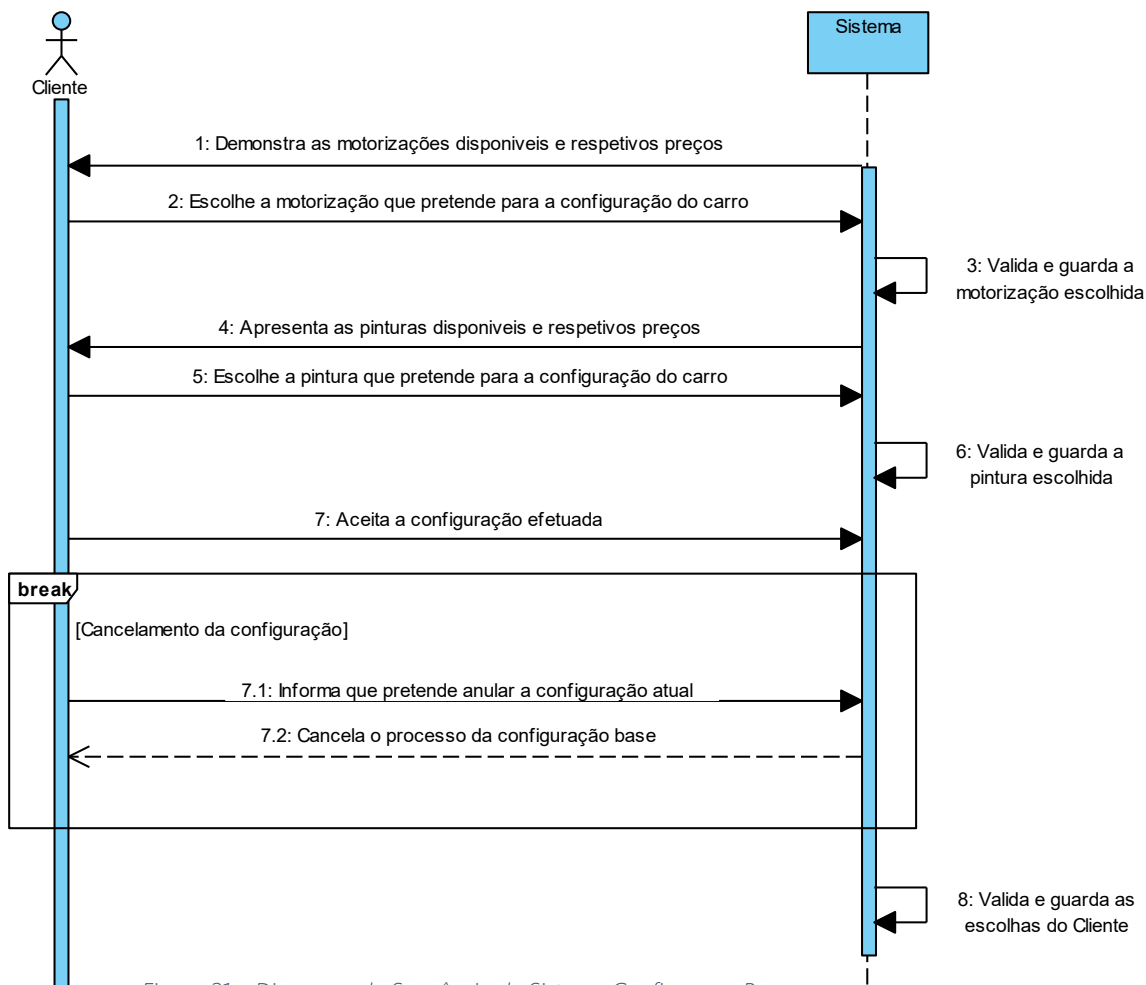 Sistema
Cliente
1: Demonstra as motorizações disponiveis e respetivos preços
2: Escolhe a motorização que pretende para a configuração do carro
3: Valida e guarda a
motorização escolhida
4: Apresenta as pinturas disponiveis e respetivos preços
5: Escolhe a pintura que pretende para a configuração do carro
6: Valida e guarda a
pintura escolhida
7: Aceita a configuração efetuada
break
[Cancelamento da configuração]
7.1: Informa que pretende anular a configuração atual
7.2: Cancela o processo da configuração base
8: Valida e guarda as
escolhas do Cliente